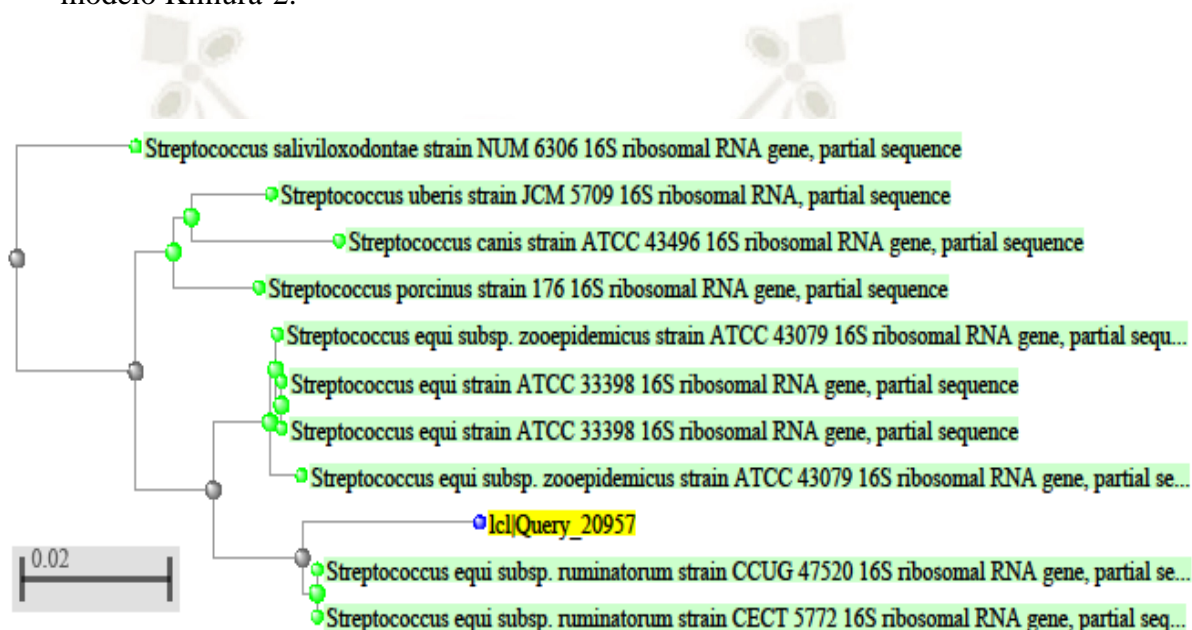 modelo Kimura-2.
Streptococcus saliviloxodontae strain NUM 6306 16S ribosomal RNA gene, partial sequence
Streptococcus uberis strain JCM 5709 16S ribosomal RNA, partial sequence
Streptococcus canis strain ATCC 43496 16S ribosomal RNA gene, partial sequence
Streptococcus porcinus strain 176 16S ribosomal RNA gene, partial sequence
Streptococcus equi subsp. zooepidemicus strain ATCC 43079 16S ribosomal RNA gene, partial sequ...
Streptococcus equi strain ATCC 33398 16S ribosomal RNA gene, partial sequence
Streptococcus equi strain ATCC 33398 16S ribosomal RNA gene, partial sequence
Streptococcus equi subsp. zooepidemicus strain ATCC 43079 16S ribosomal RNA gene, partial se...
lcl|Query_20957
0.02
Streptococcus equi subsp. ruminatorum strain CCUG 47520 16S ribosomal RNA gene, partial se...
Streptococcus equi subsp. ruminatorum strain CECT 5772 16S ribosomal RNA gene, partial seq...